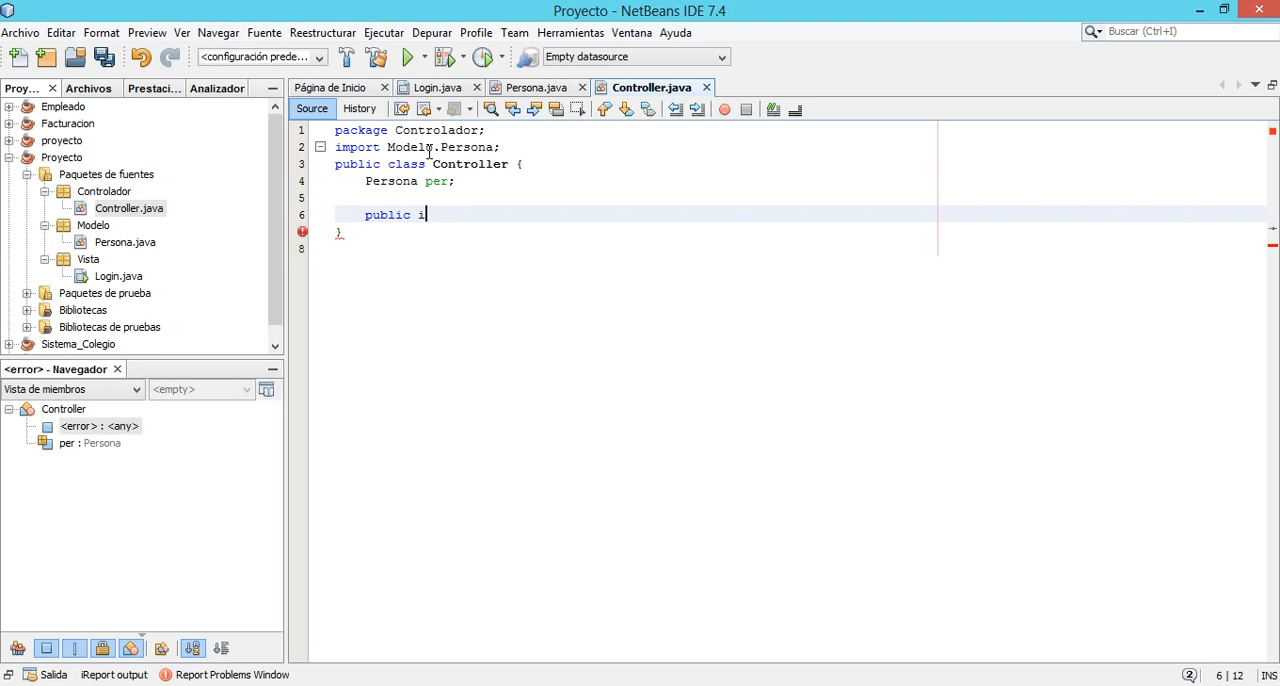 Proyecto - NetBeans IDE 7.4
Archivo Editar Format Preview Ver Navegar Fuente Reestructurar Ejecutar Depurar Profile Team Herramientas Ventana Ayuda
Buscar (Ctrl+I)
<configuración prede...
Empty datasource
Proy... Archivos Prestaci... Analizador
Página de Inicio Login.java Persona.java Controller.java
Source History
Empleado
Facturacion
proyecto
Proyecto
Paquetes de fuentes
Controlador
Controller.java
Modelo
Persona.java
Vista
Login.java
Paquetes de prueba
Bibliotecas
Bibliotecas de pruebas
Sistema_Colegio
1 package Controlador;
2 import Modelo.Persona;
3 public class Controller {
4 Persona per;
5
6 public i
}
8
<error> - Navegador
Vista de miembros <empty>
Controller
<error> : <any>
per : Persona
Salida iReport output Report Problems Window
2 6 | 12 INS